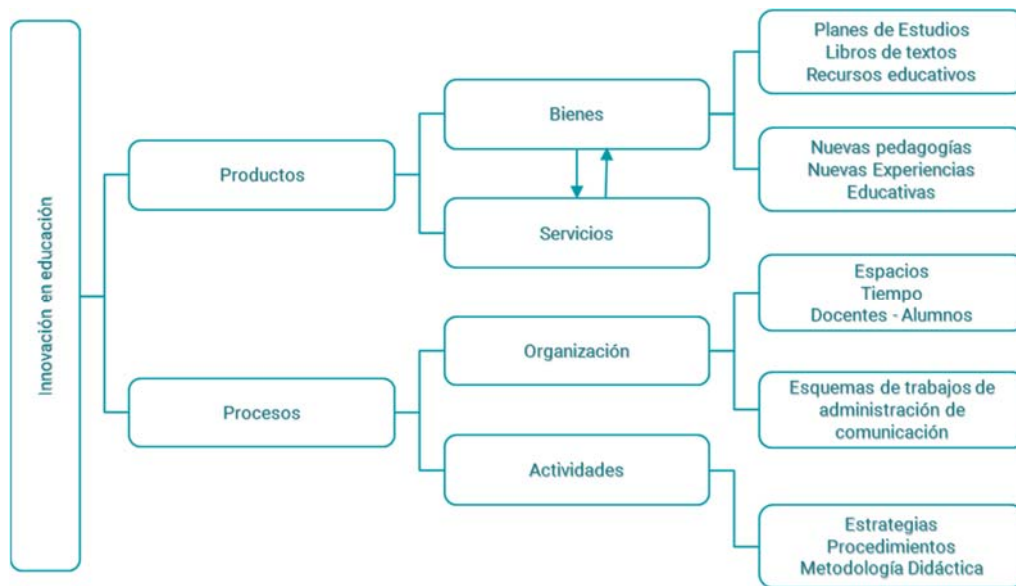 Innovación en educación
Productos
Procesos
Bienes
Servicios
Organización
Actividades
Planes de Estudios
Libros de textos
Recursos educativos
Nuevas pedagogías
Nuevas Experiencias
Educativas
Espacios
Tiempo
Docentes - Alumnos
Esquemas de trabajos de
administración de
comunicación
Estrategias
Procedimientos
Metodología Didáctica